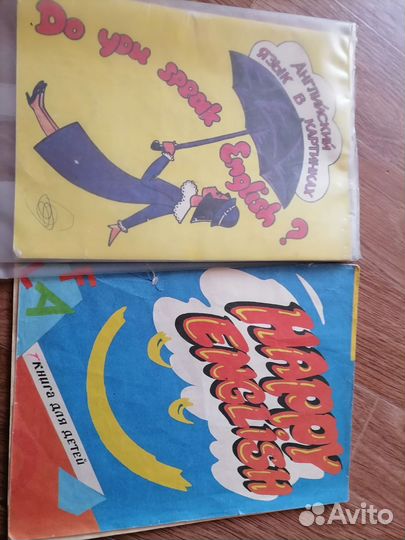 Do you speak
English?
АНГЛИЙСКИЙ
ЯЗЫК В
КАРТИНКАХ
HAPPY
ENGLISH
КНИГА ДЛЯ ДЕТЕЙ
Avito